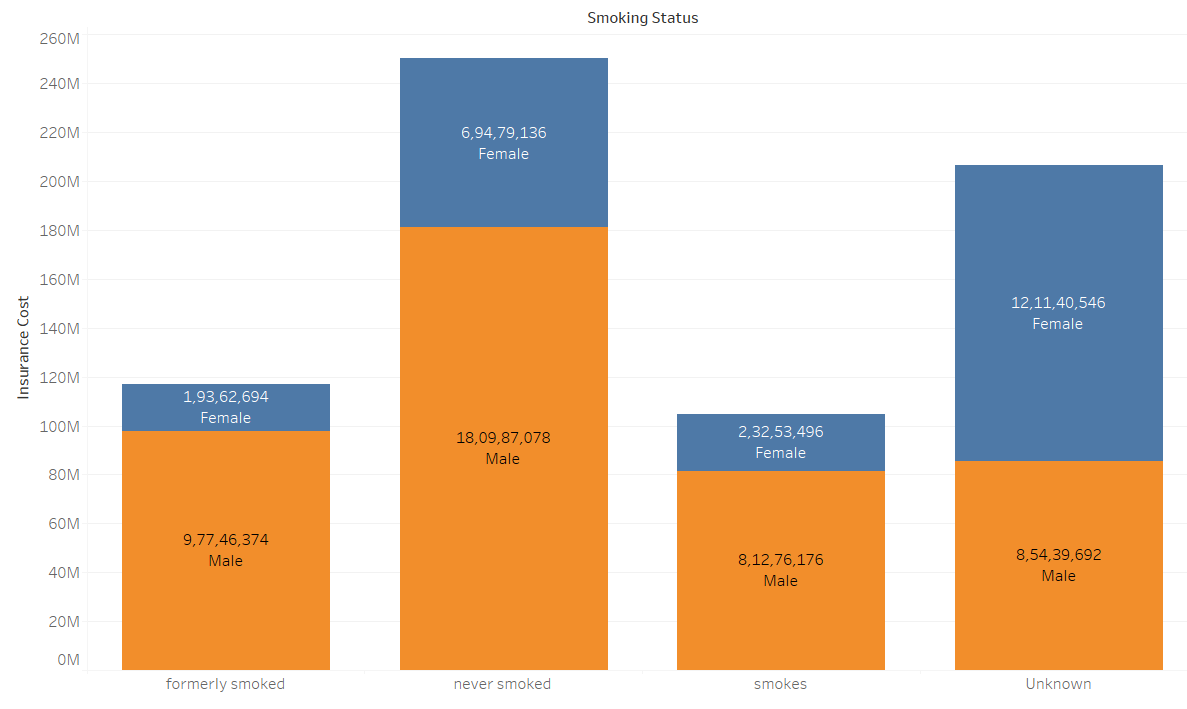 Smoking Status
Insurance Cost
260M
240M
220M
200M
180M
160M
140M
120M
100M
80M
60M
40M
20M
0M
1,93,62,694
Female
9,77,46,374
Male
6,94,79,136
Female
18,09,87,078
Male
2,32,53,496
Female
8,12,76,176
Male
12,11,40,546
Female
8,54,39,692
Male
formerly smoked
never smoked
smokes
Unknown